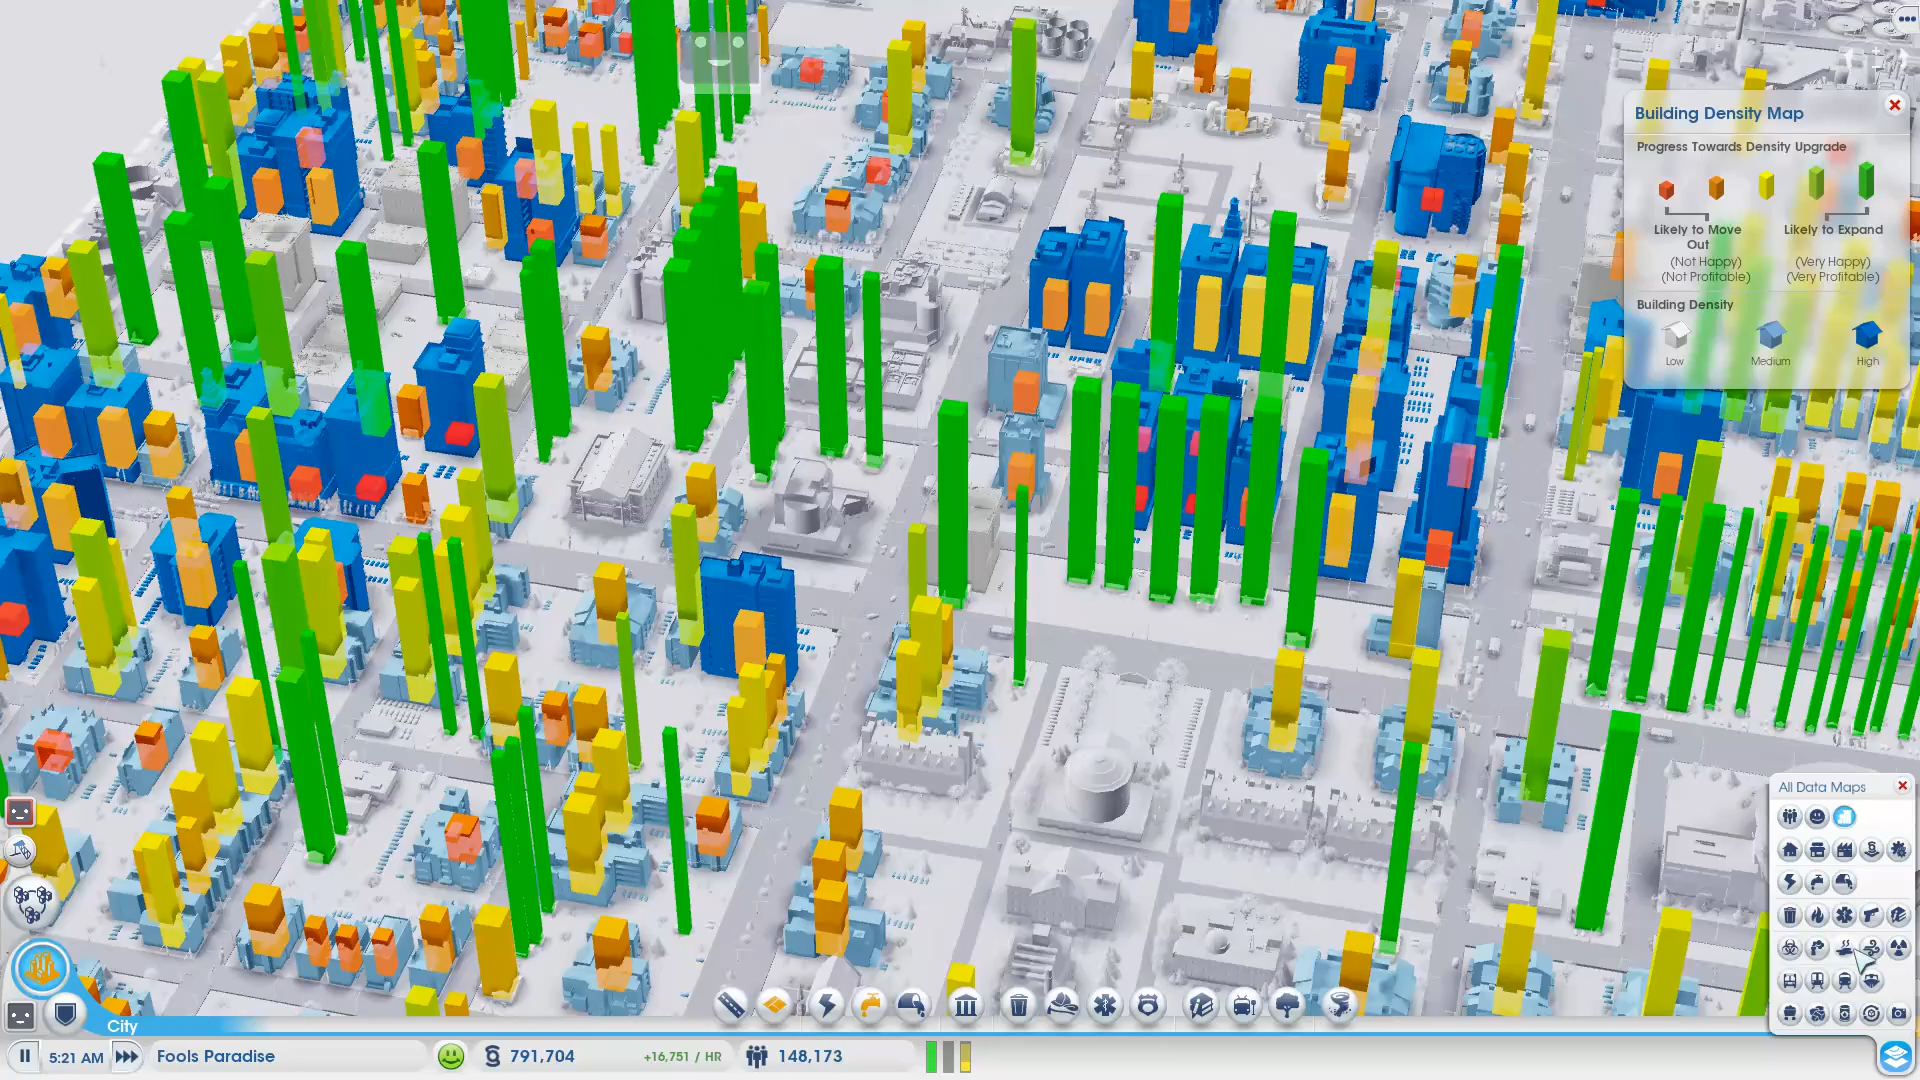 Building Density Map
Progress Towards Density Upgrade
Likely to Move Out
(Not Happy)
(Not Profitable)
Likely to Expand
(Very Happy)
(Very Profitable)
Building Density
Low
Medium
High
All Data Maps
City
5:21 AM
Fools Paradise
791,704
+16,751 / HR
148,173